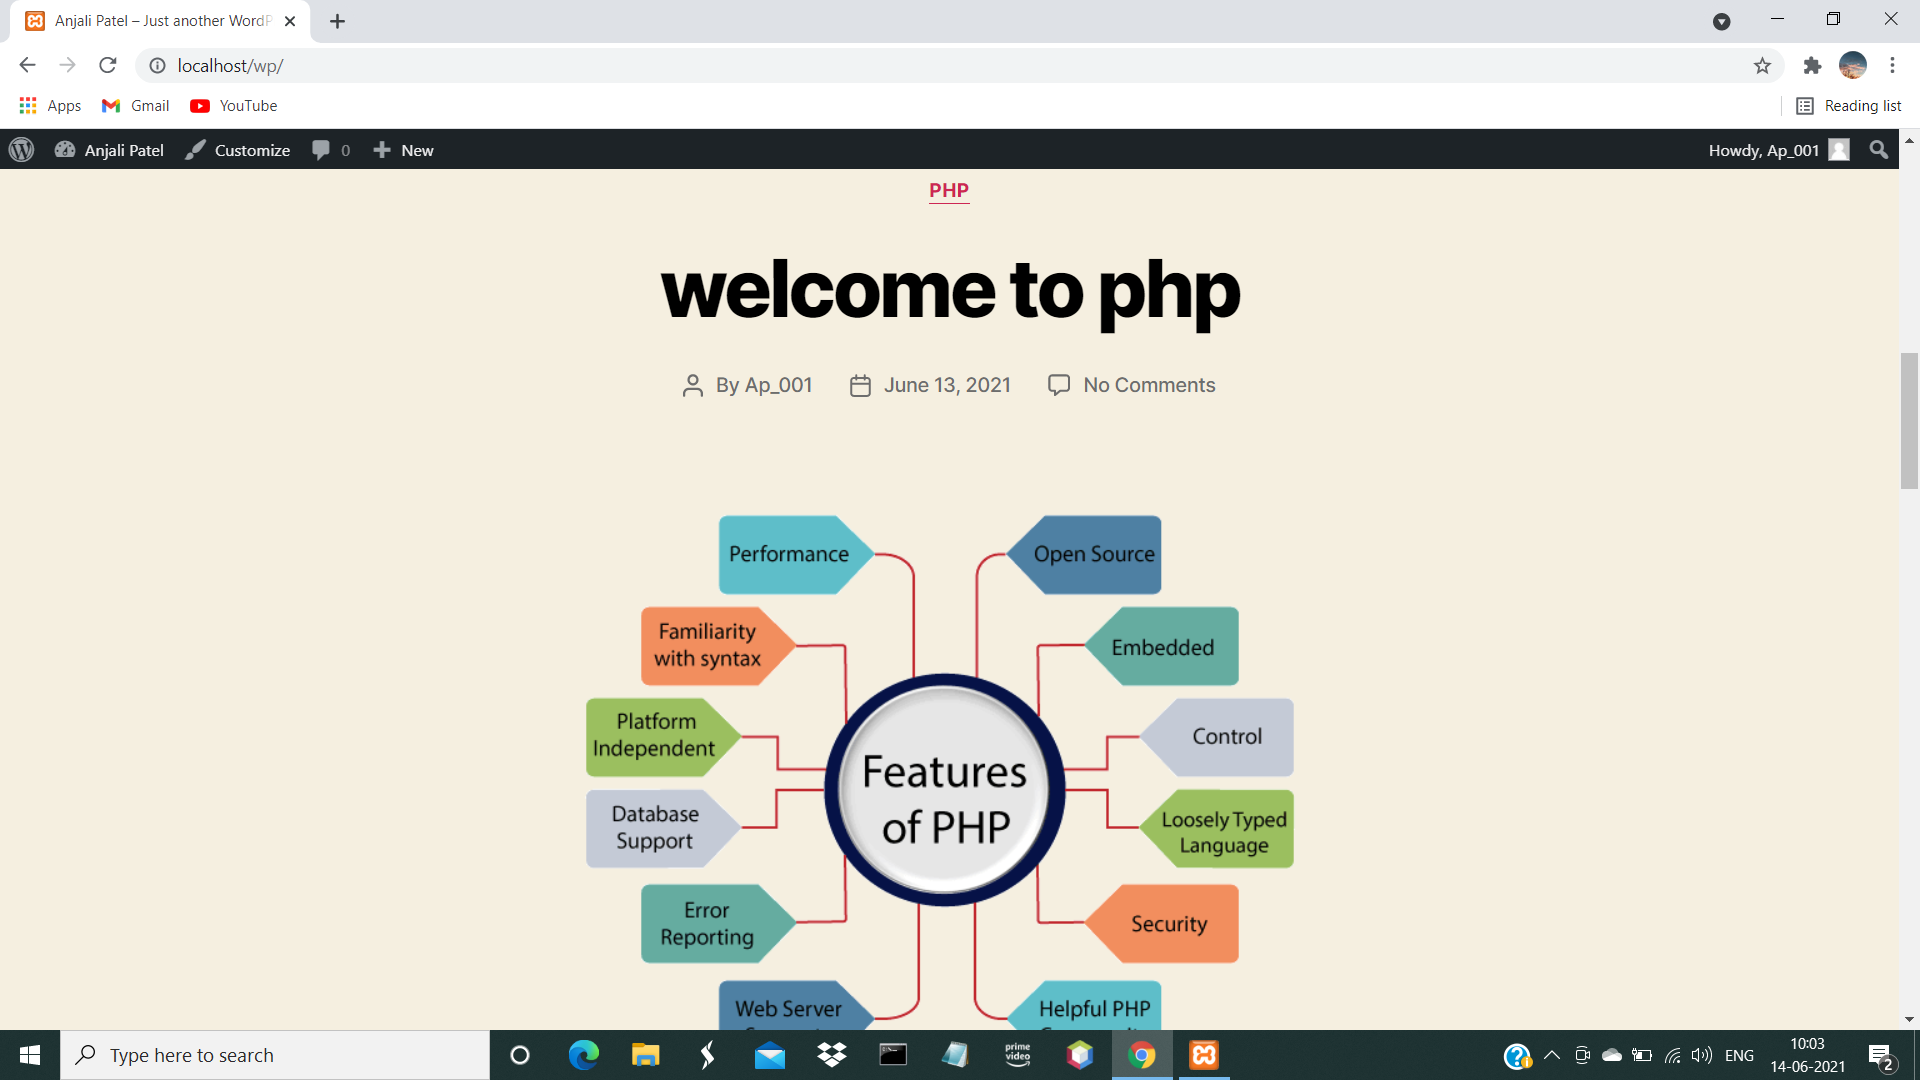 Anjali Patel – Just another WordP
localhost/wp/
Apps
Gmail
YouTube
Reading list
Anjali Patel
Customize
0
New
Howdy, Ap_001
PHP
welcome to php
By Ap_001
June 13, 2021
No Comments
Performance
Open Source
Familiarity
with syntax
Embedded
Platform
Independent
Control
Features
of PHP
Database
Support
Loosely Typed
Language
Error
Reporting
Security
Web Server
Helpful PHP
Type here to search
prime
video
ENG
10:03
14-06-2021
2